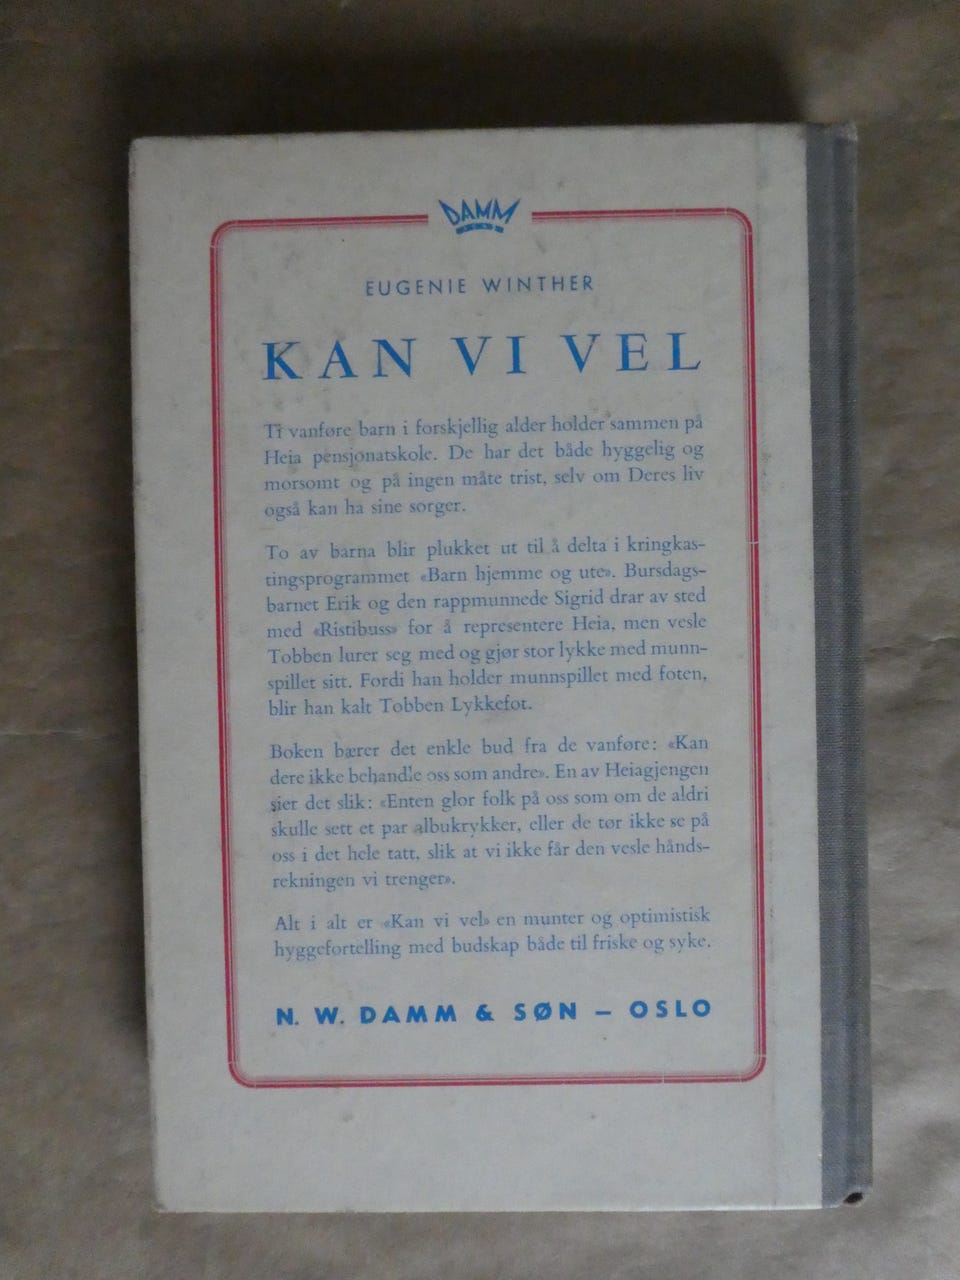 DAMM
EUGENIE WINTHER
KAN VI VEL
Ti vanføre barn i forskjellig alder holder sammen på
Heia pensjonatskole. De har det både hyggelig og
morsomt og på ingen måte trist, selv om Deres liv
også kan ha sine sorger.
To av barna blir plukket ut til å delta i kringkas-
tingsprogrammet «Barn hjemme og ute». Bursdags-
barnet Erik og den rappmunnede Sigrid drar av sted
med «Ristibuss» for å representere Heia, men vesle
Tobben lurer seg med og gjør stor lykke med munn-
spillet sitt. Fordi han holder munnspillet med foten,
blir han kalt Tobben Lykkefot.
Boken bærer det enkle bud fra de vanføre: «Kan
dere ikke behandle oss som andre». En av Heiagjengen
sier det slik: «Enten glor folk på oss som om de aldri
skulle sett et par albukrykker, eller de tør ikke se på
oss i det hele tatt, slik at vi ikke får den vesle hånds-
rekningen vi trenger».
Alt i alt er «Kan vi vel» en munter og optimistisk
hyggefortelling med budskap både til friske og syke.
N. W. DAMM & SØN – OSLO